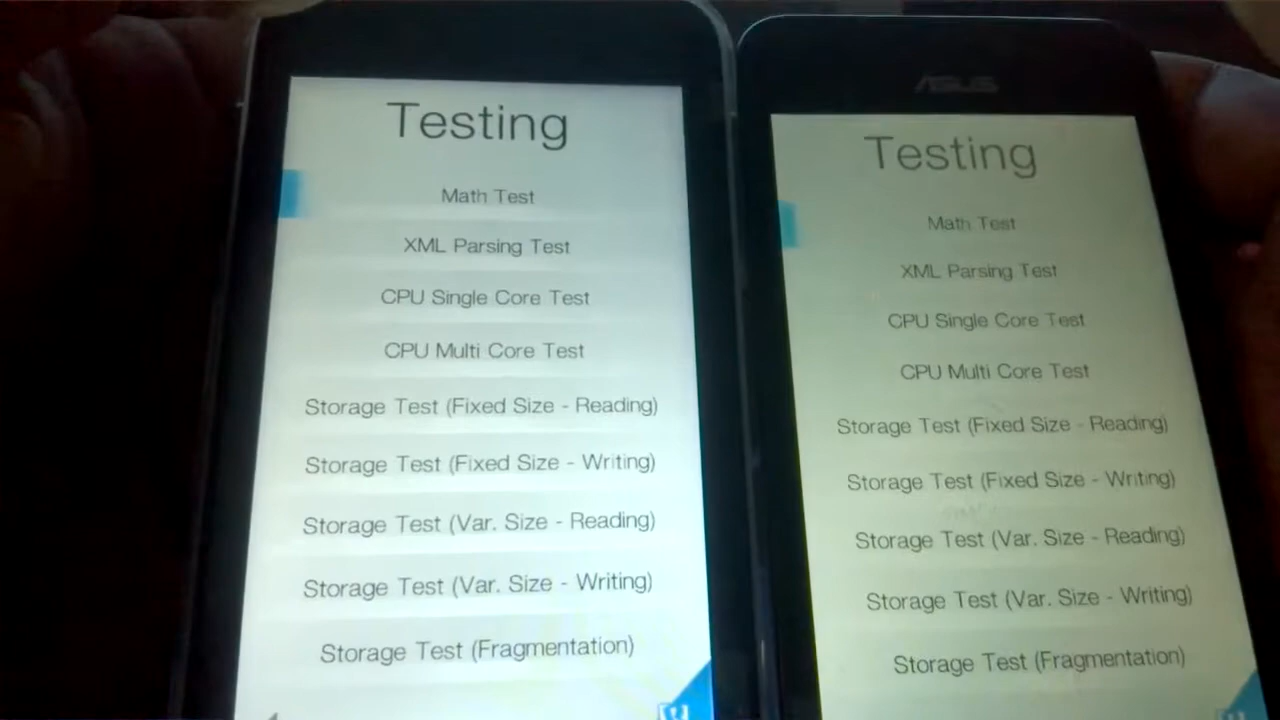 Testing
Math Test
XML Parsing Test
CPU Single Core Test
CPU Multi Core Test
Storage Test (Fixed Size - Reading)
Storage Test (Fixed Size - Writing)
Storage Test (Var. Size - Reading)
Storage Test (Var. Size - Writing)
Storage Test (Fragmentation)
ASUS
Testing
Math Test
XML Parsing Test
CPU Single Core Test
CPU Multi Core Test
Storage Test (Fixed Size - Reading)
Storage Test (Fixed Size - Writing)
Storage Test (Var. Size - Reading)
Storage Test (Var. Size - Writing)
Storage Test (Fragmentation)